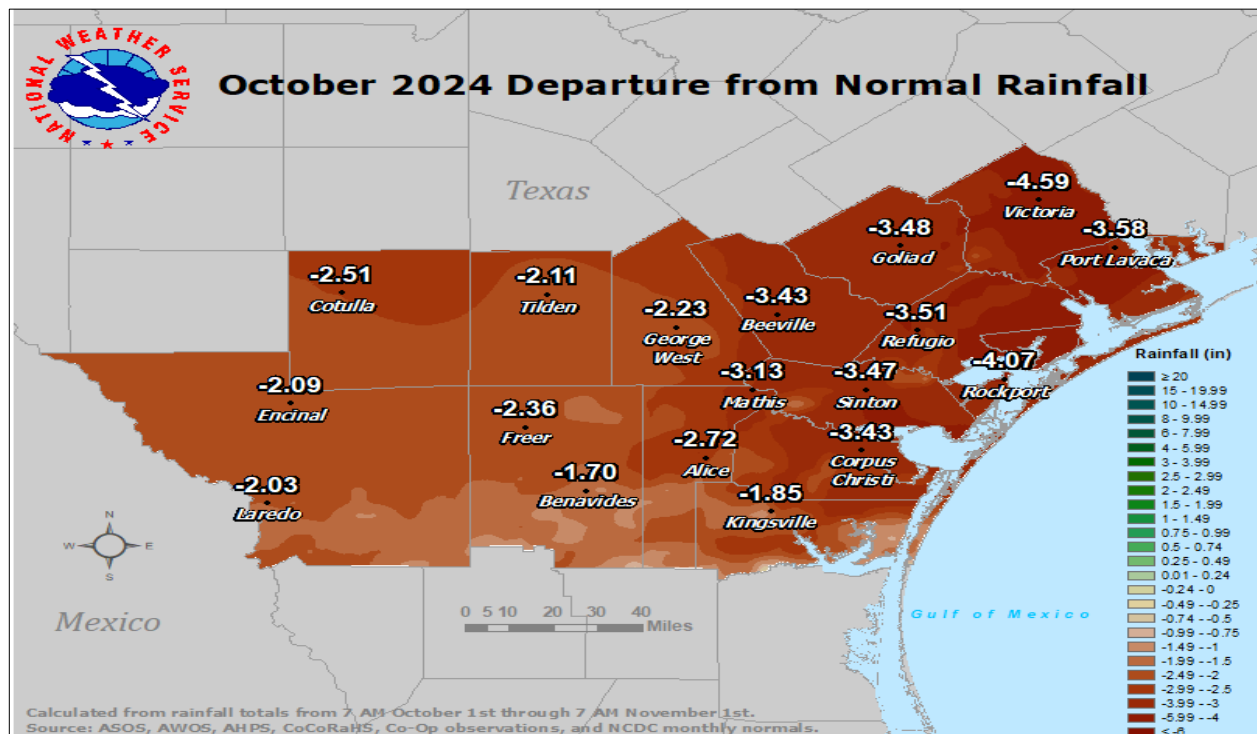 NATIONAL WEATHER SERVICE
October 2024 Departure from Normal Rainfall
Texas
-4.59
Victoria
-3.48
Goliad
-3.58
Port Lavaca
-2.51
Cotulla
-2.11
Tilden
-2.23
George
West
-3.43
Beeville
-3.51
Refugio
-4.07
Rockport
-2.09
Encinal
-3.13
Mathis
-3.47
Sinton
-2.36
Freer
-2.72
Alice
-3.43
Corpus
Christi
-2.03
Laredo
-1.70
Benavides
-1.85
Kingsville
N
W E
S
Mexico
0 5 10 20 30 40
Miles
Gulf of Mexico
Rainfall (in)
≥ 20
15 - 19.99
10 - 14.99
8 - 9.99
6 - 7.99
4 - 5.99
3 - 3.99
2.5 - 2.99
2 - 2.49
1.5 - 1.99
1 - 1.49
0.75 - 0.99
0.5 - 0.74
0.25 - 0.49
0.01 - 0.24
-0.24 - 0
-0.49 - -0.25
-0.74 - -0.5
-0.99 - -0.75
-1.49 - -1
-1.99 - -1.5
-2.49 - -2
-2.99 - -2.5
-3.99 - -3
-5.99 - -4
≤ -6
Calculated from rainfall totals from 7 AM October 1st through 7 AM November 1st.
Source: ASOS, AWOS, AHPS, CoCoRaHS, Co-Op observations, and NCDC monthly normals.